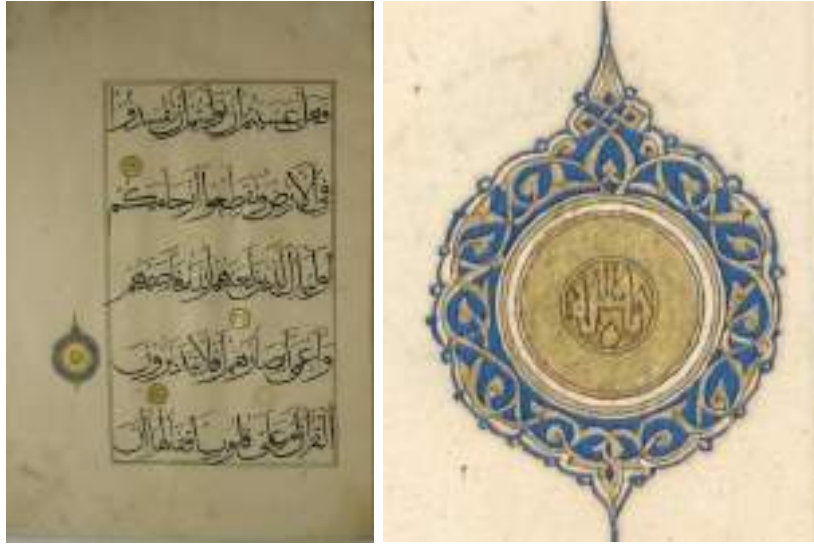 فهل عسيتم ان توليتم ان تفسدوا
في الارض وتقطعوا ارحامكم
اولئك الذين لعنهم الله فاصمهم
واعمى ابصارهم افلا يتدبرون
القران ام على قلوب اقفالها ان